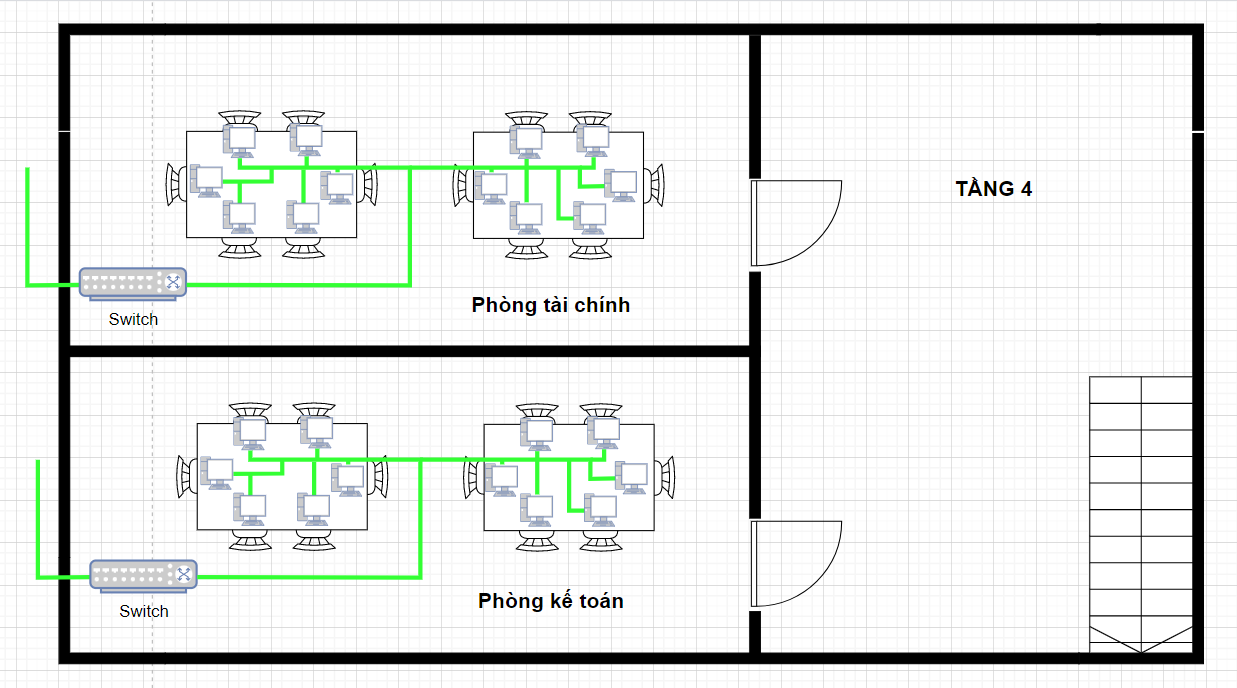 TẦNG 4
Phòng tài chính
Switch
Phòng kế toán
Switch